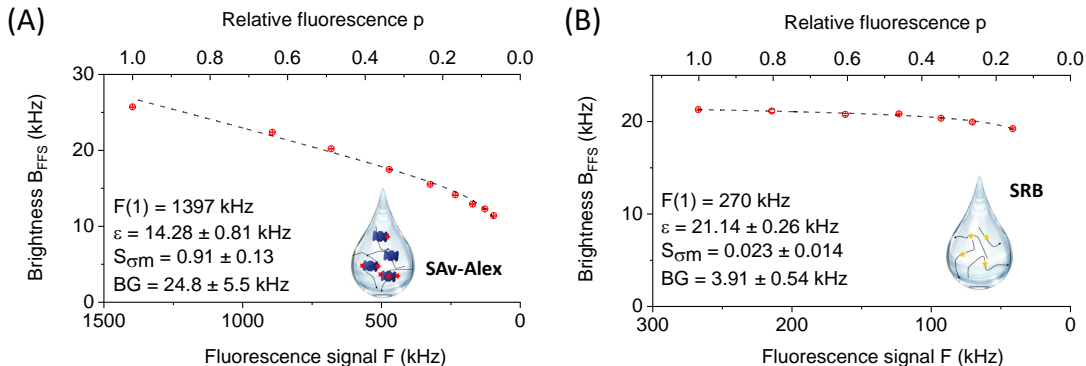 (A)
Relative fluorescence p
1.0 0.8 0.6 0.4 0.2 0.0
Brightness B_FFS (kHz)
30
20
10
0
F(1) = 1397 kHz
ε = 14.28 ± 0.81 kHz
S_σm = 0.91 ± 0.13
BG = 24.8 ± 5.5 kHz
SAv-Alex
1500 1000 500 0
Fluorescence signal F (kHz)
(B)
Relative fluorescence p
1.0 0.8 0.6 0.4 0.2 0.0
Brightness B_FFS (kHz)
20
10
0
F(1) = 270 kHz
ε = 21.14 ± 0.26 kHz
S_σm = 0.023 ± 0.014
BG = 3.91 ± 0.54 kHz
SRB
300 200 100 0
Fluorescence signal F (kHz)